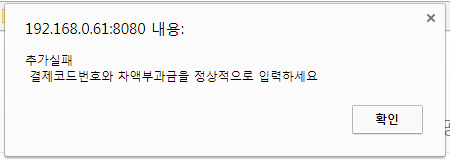 192.168.0.61:8080 내용:
추가실패
결제코드번호와 차액부과금을 정상적으로 입력하세요
확인